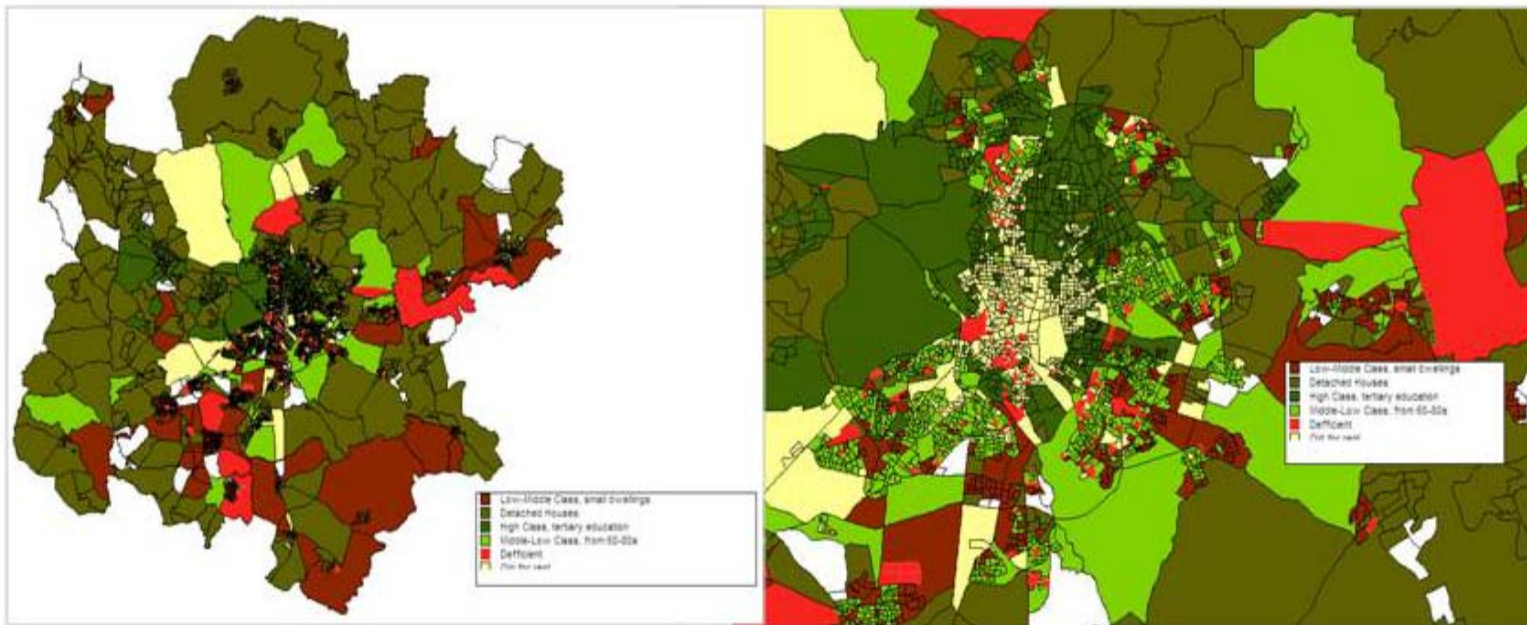 Low-Middle Class, small dwellings
Detached Houses
High Class, tertiary education
Middle-Low Class, from 60-80s
Defficient
Low-Middle Class, small dwellings
Detached Houses
High Class, tertiary education
Middle-Low Class, from 60-80s
Defficient